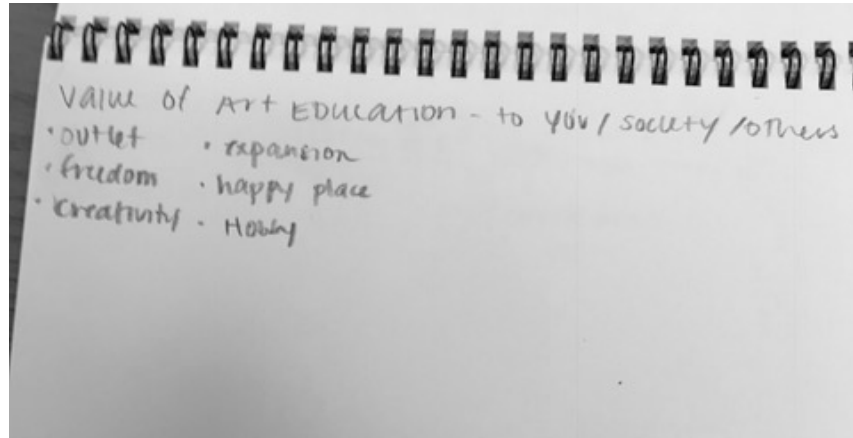 Value of Art Education - to you / society / others
• outlet • expansion
• freedom • happy place
• creativity • Hobby